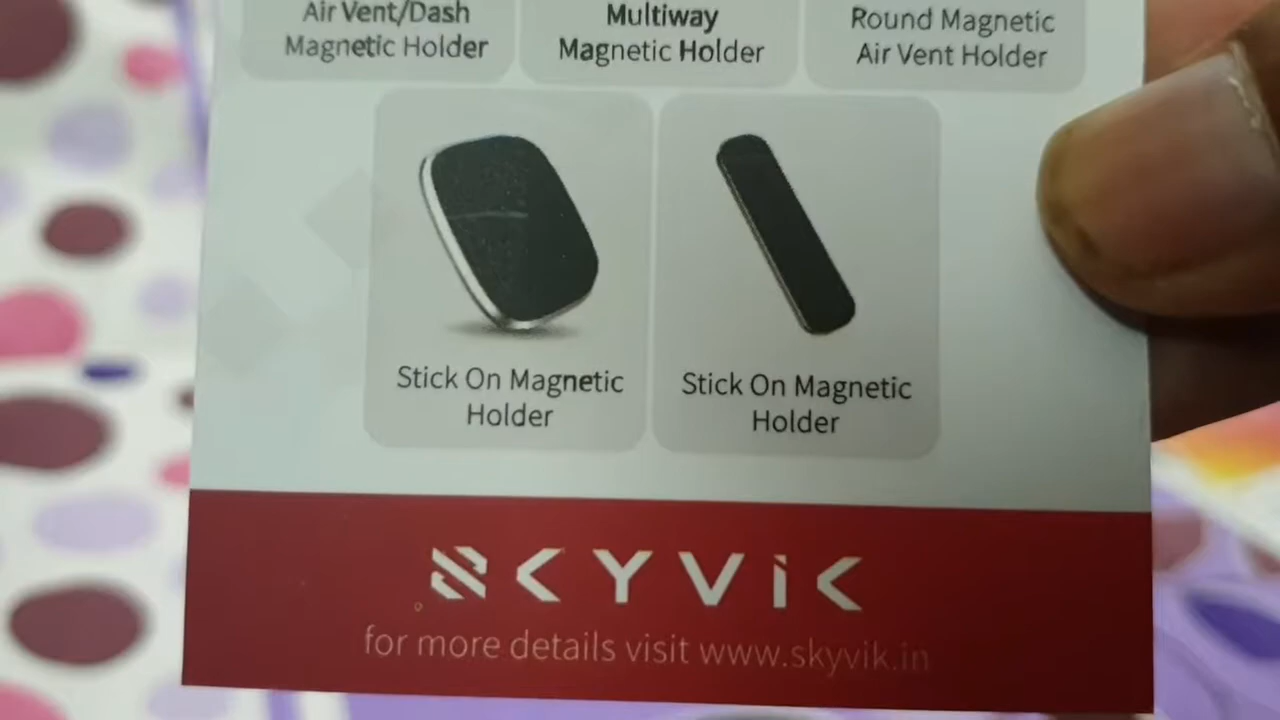 Air Vent/Dash
Magnetic Holder
Multiway
Magnetic Holder
Round Magnetic
Air Vent Holder
Stick On Magnetic
Holder
Stick On Magnetic
Holder
SKYViK
for more details visit www.skyvik.in